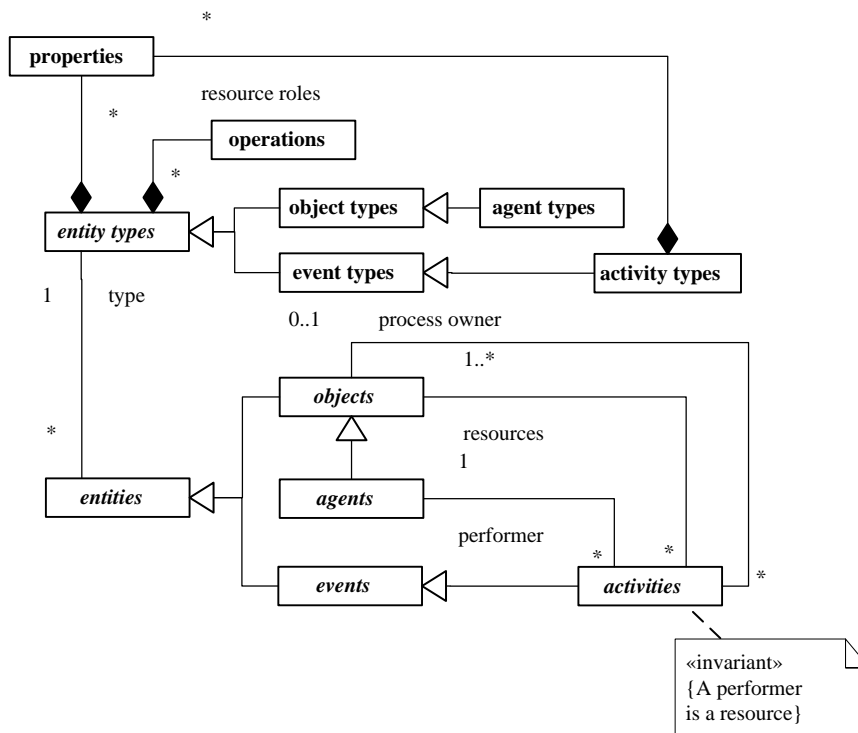 *
properties
resource roles
*
operations
*
object types
agent types
entity types
event types
activity types
1
type
0..1
process owner
1..*
objects
*
resources
1
entities
agents
performer
*
*
*
events
activities
«invariant»
{A performer
is a resource}